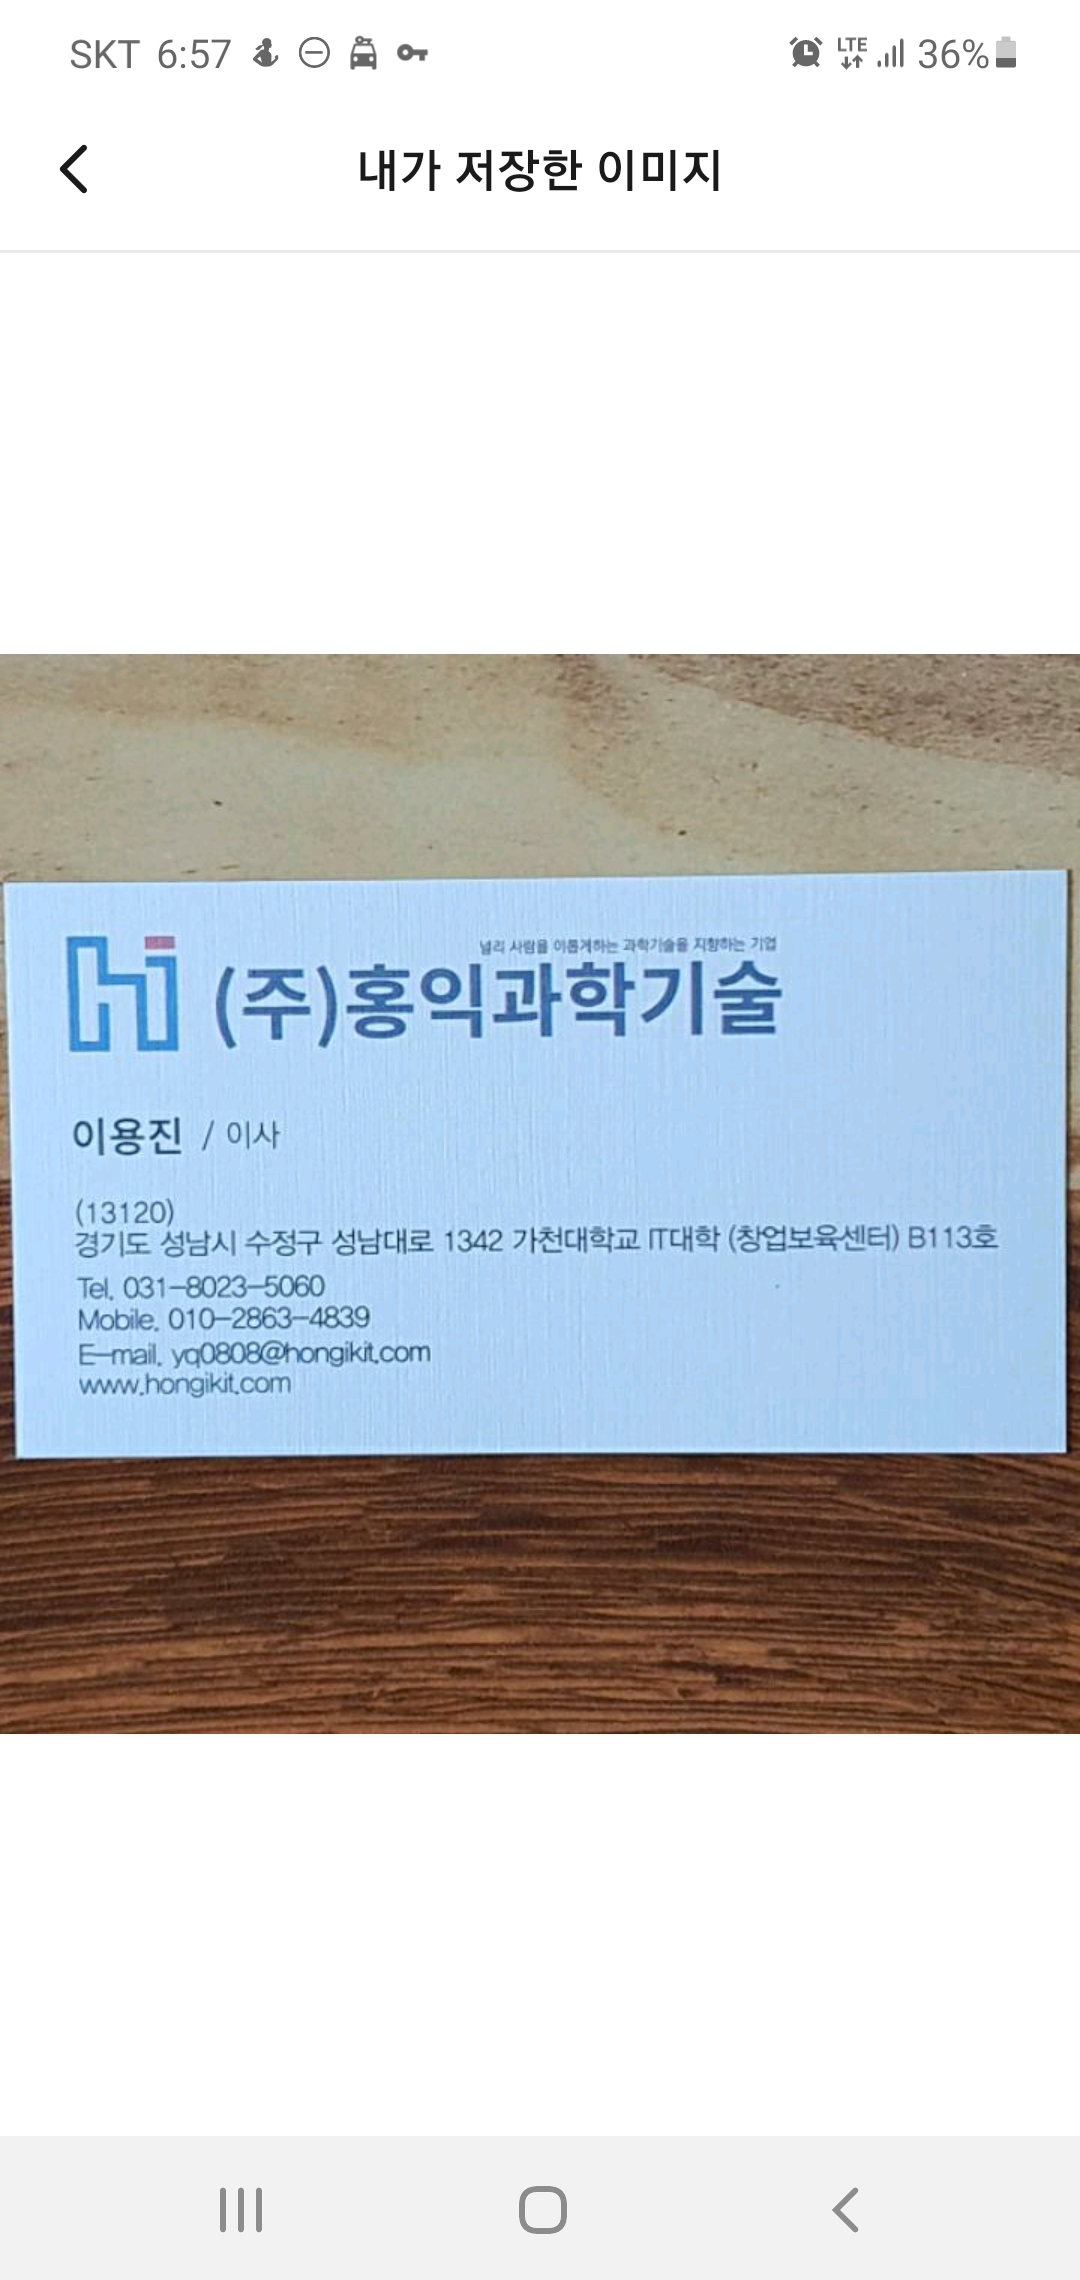 SKT 6:57 LTE 36%
내가 저장한 이미지
hi
널리 사람을 이롭게하는 과학기술을 지향하는 기업
(주)홍익과학기술
이용진 / 이사
(13120)
경기도 성남시 수정구 성남대로 1342 가천대학교 IT대학 (창업보육센터) B113호
Tel. 031-8023-5060
Mobile. 010-2863-4839
E-mail. yq0808@hongikit.com
www.hongikit.com